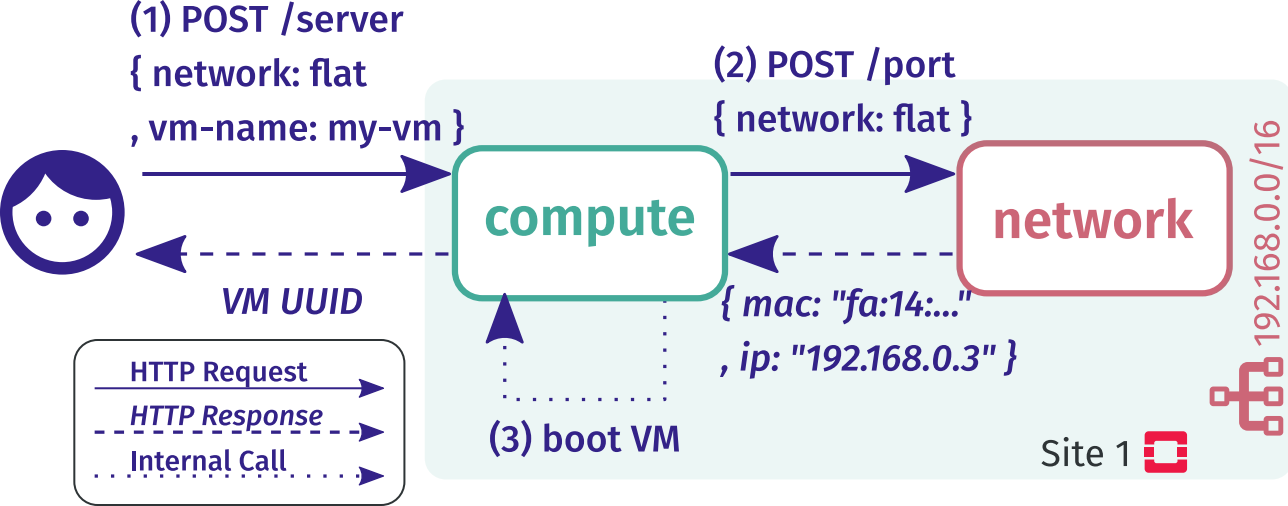 (1) POST /server
{ network: flat
, vm-name: my-vm }
(2) POST /port
{ network: flat }
compute
network
192.168.0.0/16
VM UUID
{ mac: "fa:14:..."
, ip: "192.168.0.3" }
(3) boot VM
HTTP Request
HTTP Response
Internal Call
Site 1